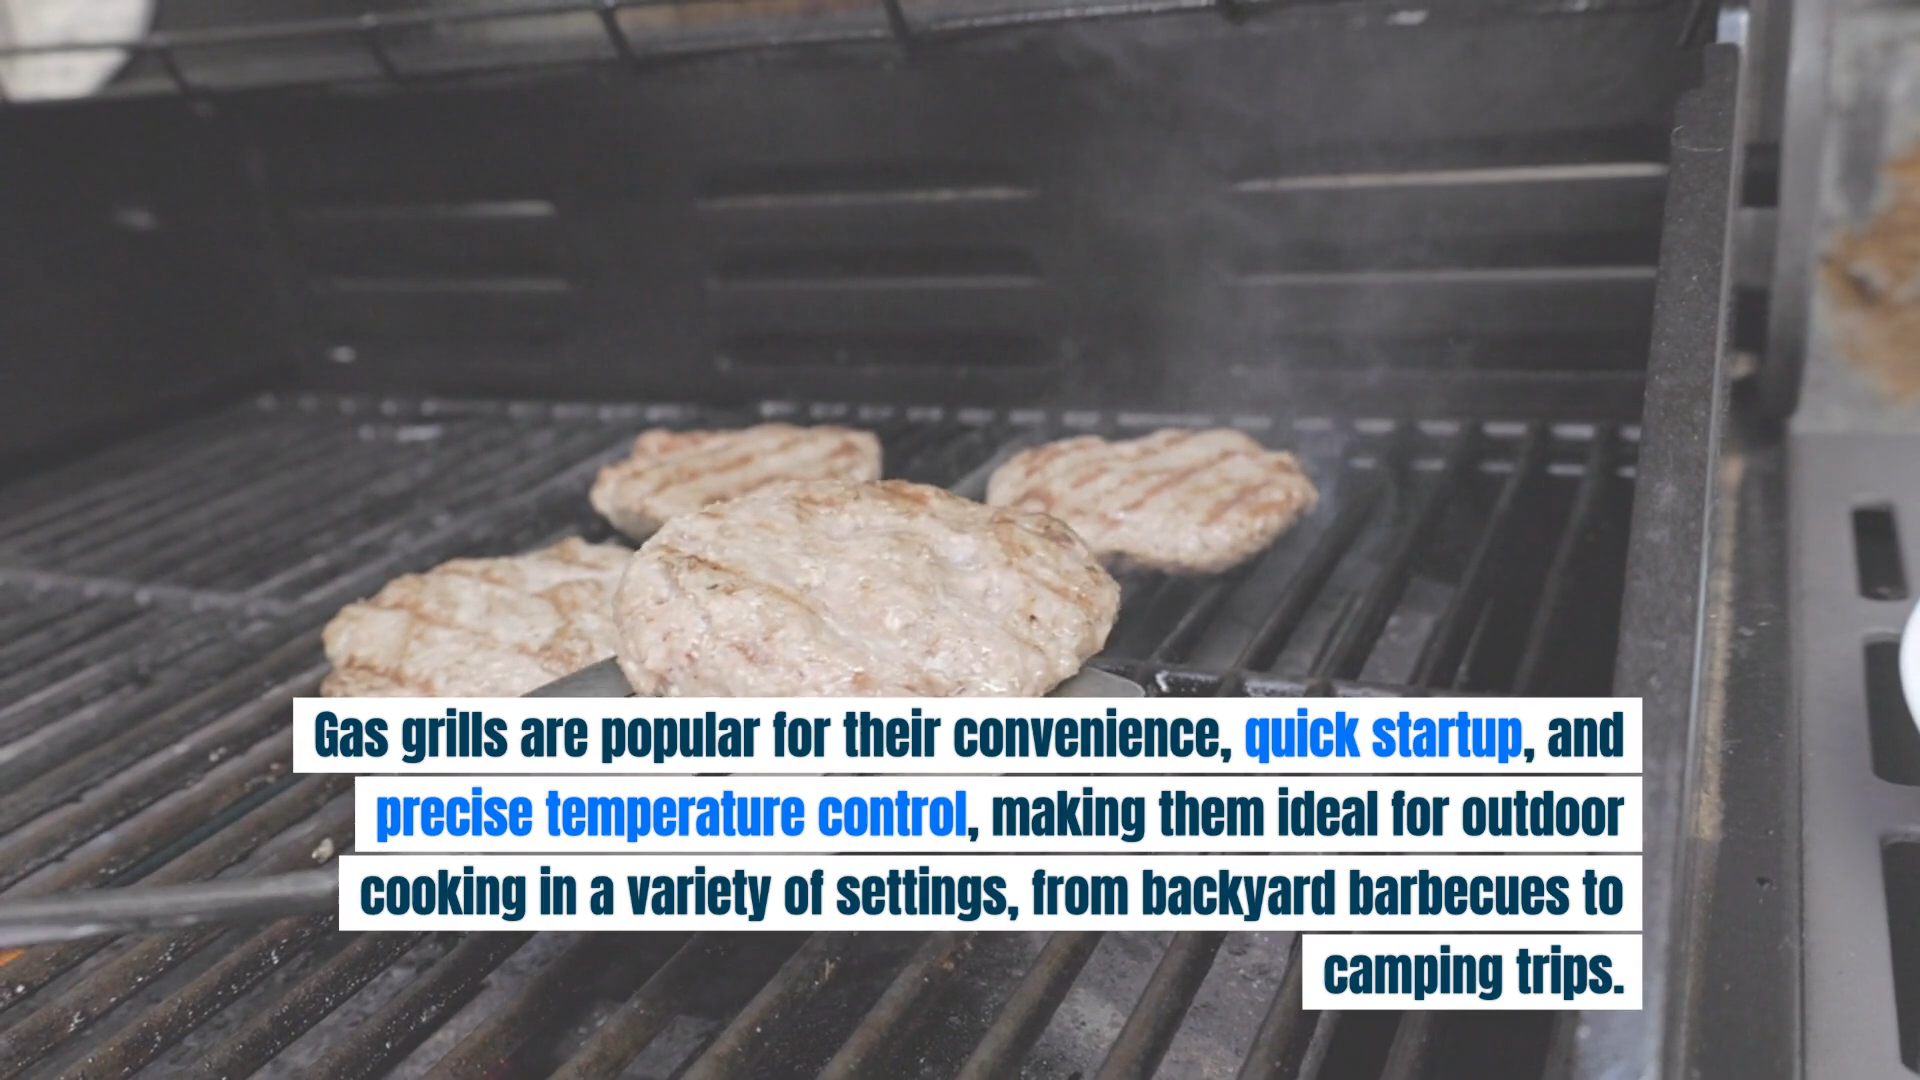 Gas grills are popular for their convenience, quick startup, and
precise temperature control, making them ideal for outdoor
cooking in a variety of settings, from backyard barbecues to
camping trips.